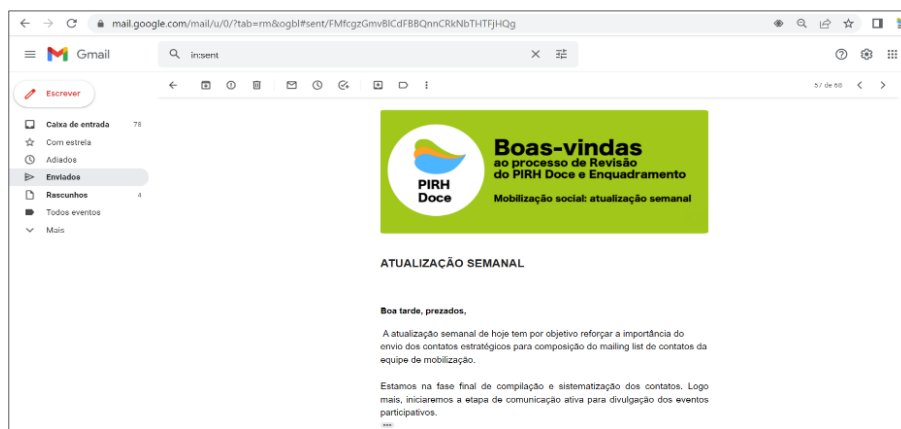 mail.google.com/mail/u/0/?tab=rm&ogbl#sent/FMfcgzGmvBlCdFBBQnnCRkNbTHTFjHQg
Gmail
in:sent
Escrever
57 de 68
Caixa de entrada 78
Com estrela
Adiados
Enviados
Rascunhos 4
Todos eventos
Mais
PIRH
Doce
Boas-vindas
ao processo de Revisão
do PIRH Doce e Enquadramento
Mobilização social: atualização semanal
ATUALIZAÇÃO SEMANAL
Boa tarde, prezados,
A atualização semanal de hoje tem por objetivo reforçar a importância do
envio dos contatos estratégicos para composição do mailing list de contatos da
equipe de mobilização.
Estamos na fase final de compilação e sistematização dos contatos. Logo
mais, iniciaremos a etapa de comunicação ativa para divulgação dos eventos
participativos.